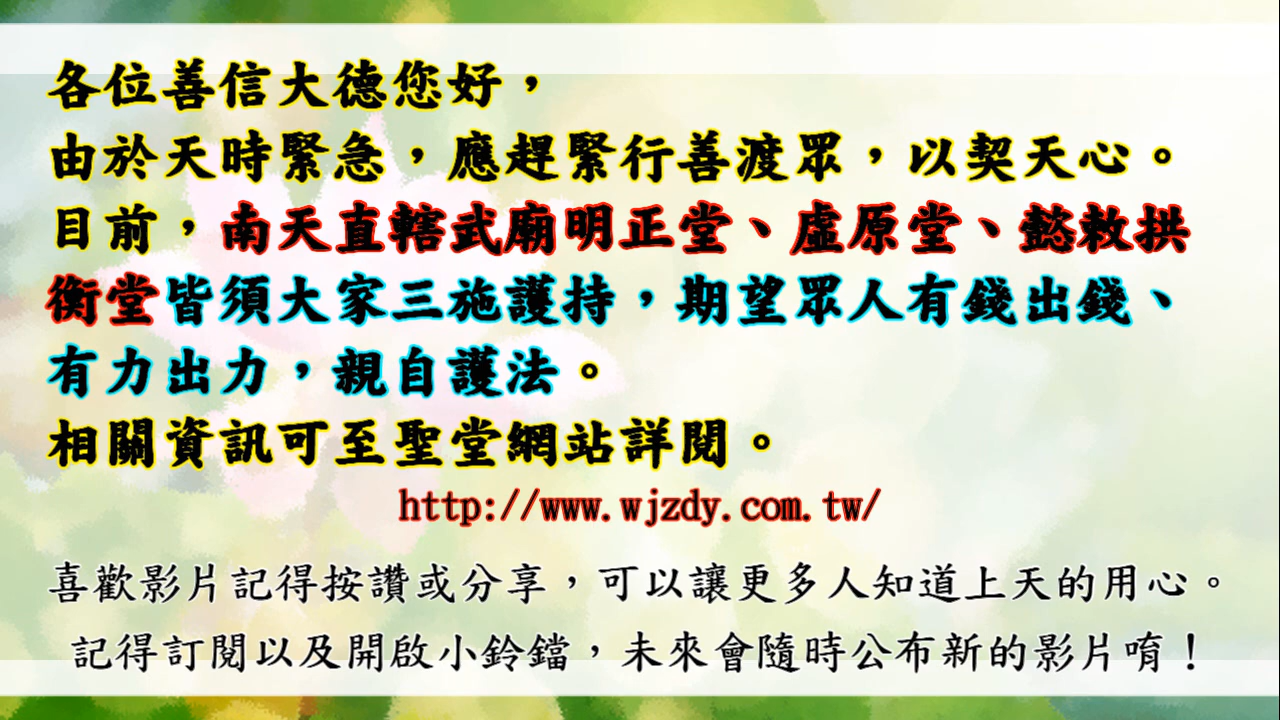 各位善信大德您好，
由於天時緊急，應趕緊行善渡眾，以契天心。
目前，南天直轄武廟明正堂、虛原堂、懿敕拱
衡堂皆須大家三施護持，期望眾人有錢出錢、
有力出力，親自護法。
相關資訊可至聖堂網站詳閱。
http://www.wjzdy.com.tw/
喜歡影片記得按讚或分享，可以讓更多人知道上天的用心。
記得訂閱以及開啟小鈴鐺，未來會隨時公布新的影片唷！